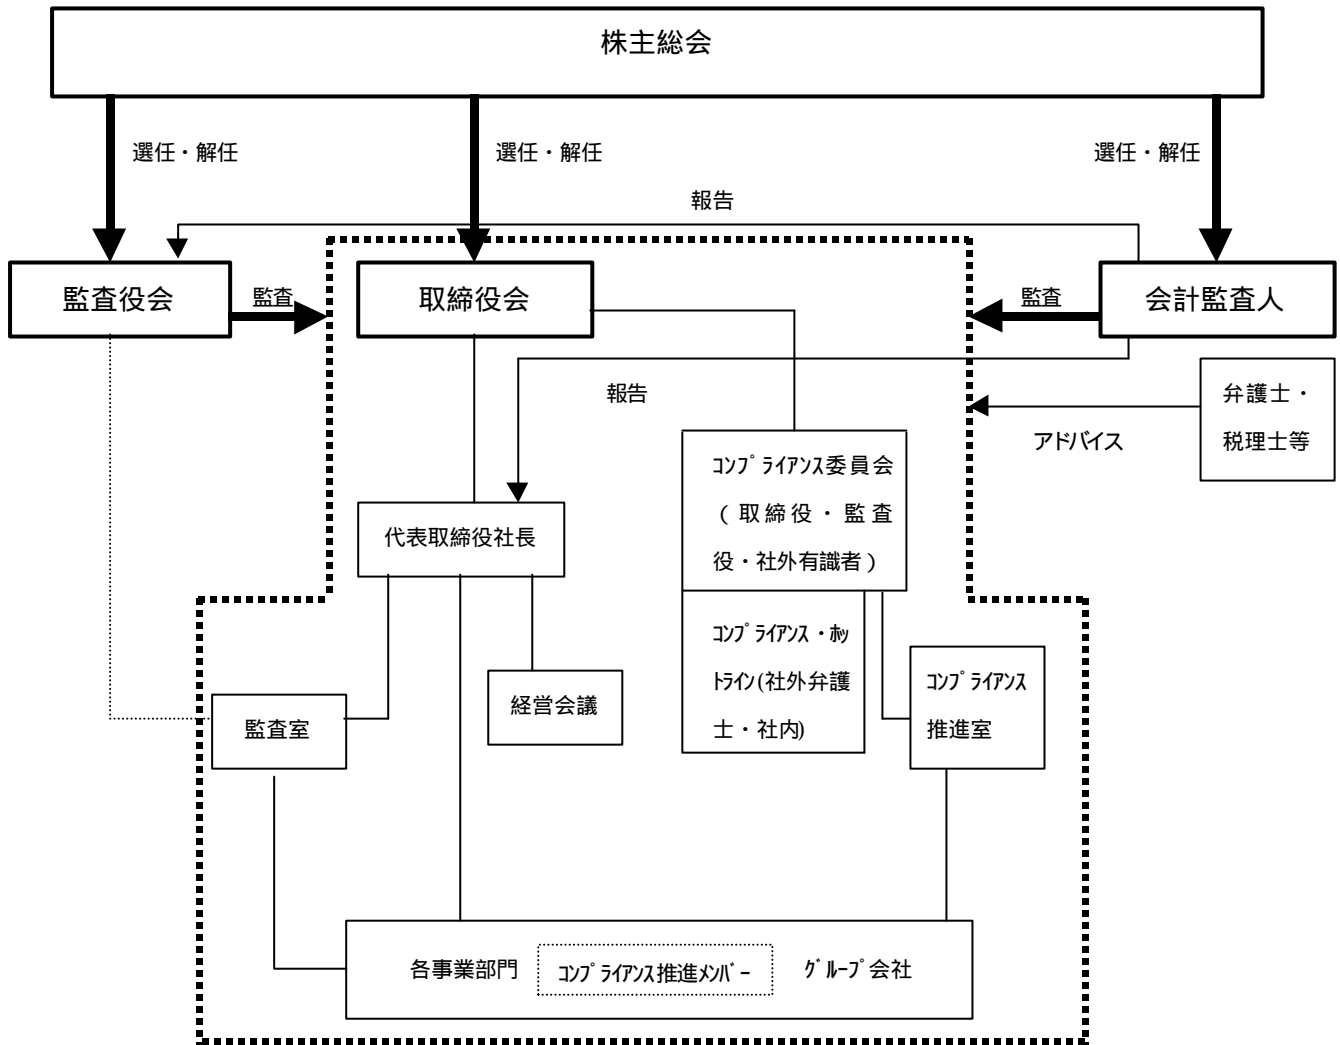 株主総会
選任・解任
選任・解任
選任・解任
報告
監査役会
監査
取締役会
監査
会計監査人
報告
アドバイス
弁護士・
税理士等
ｺﾝﾌﾟﾗｲｱﾝｽ委員会
(取締役・監査
役・社外有識者)
代表取締役社長
ｺﾝﾌﾟﾗｲｱﾝｽ・ﾎｯ
ﾄﾗｲﾝ(社外弁護
士・社内)
ｺﾝﾌﾟﾗｲｱﾝｽ
推進室
経営会議
監査室
各事業部門
ｺﾝﾌﾟﾗｲｱﾝｽ推進ﾒﾝﾊﾞｰ
ｸﾞﾙｰﾌﾟ会社